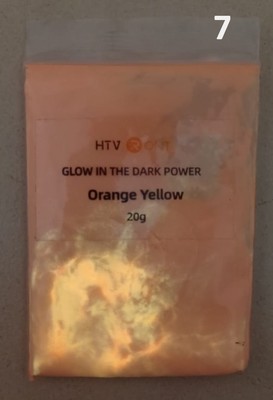 7
HTV
GLOW IN THE DARK POWER
Orange Yellow
20g